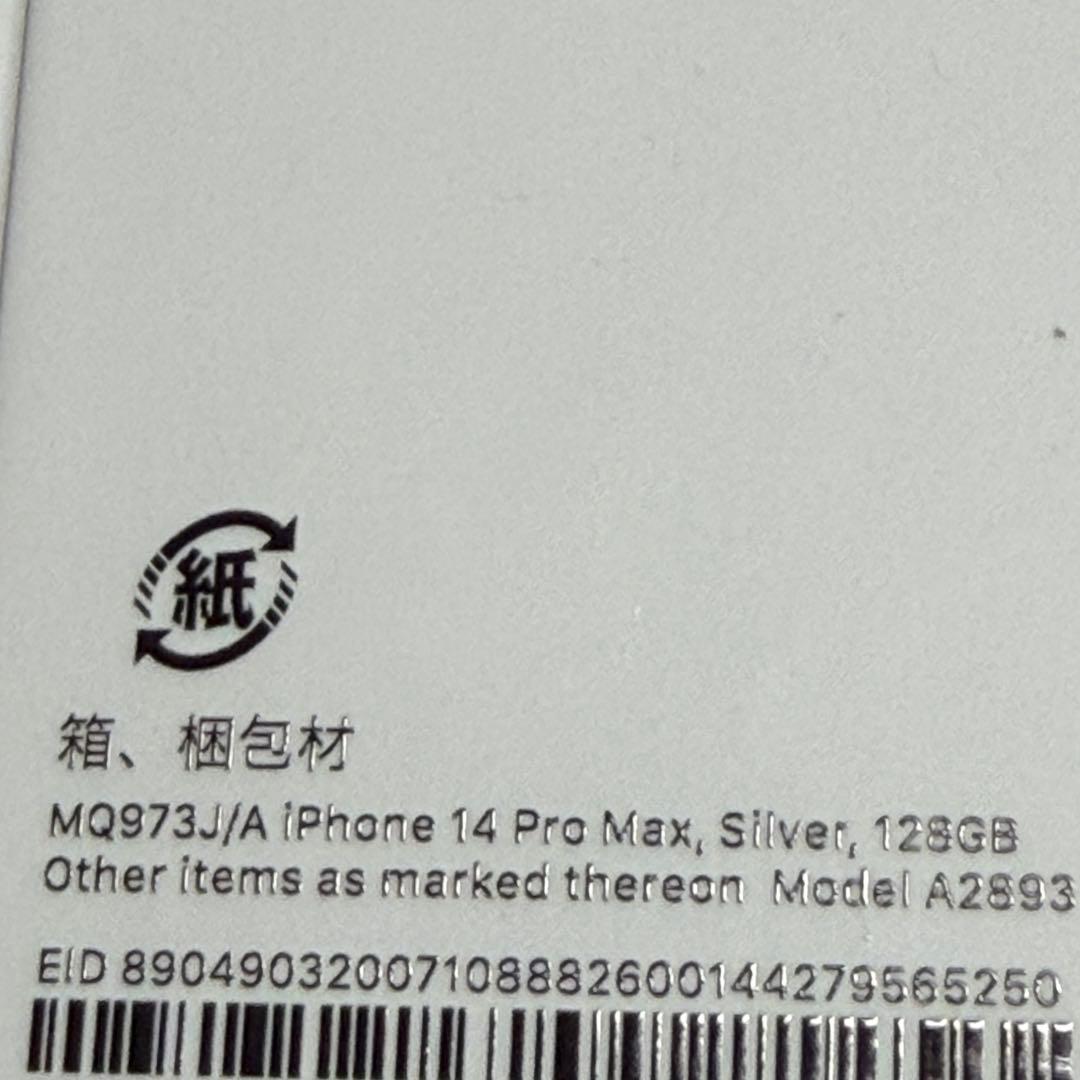 紙
箱、梱包材
MQ973J/A iPhone 14 Pro Max, Silver, 128GB
Other items as marked thereon Model A2893
EID 89049032007108882600144279565250